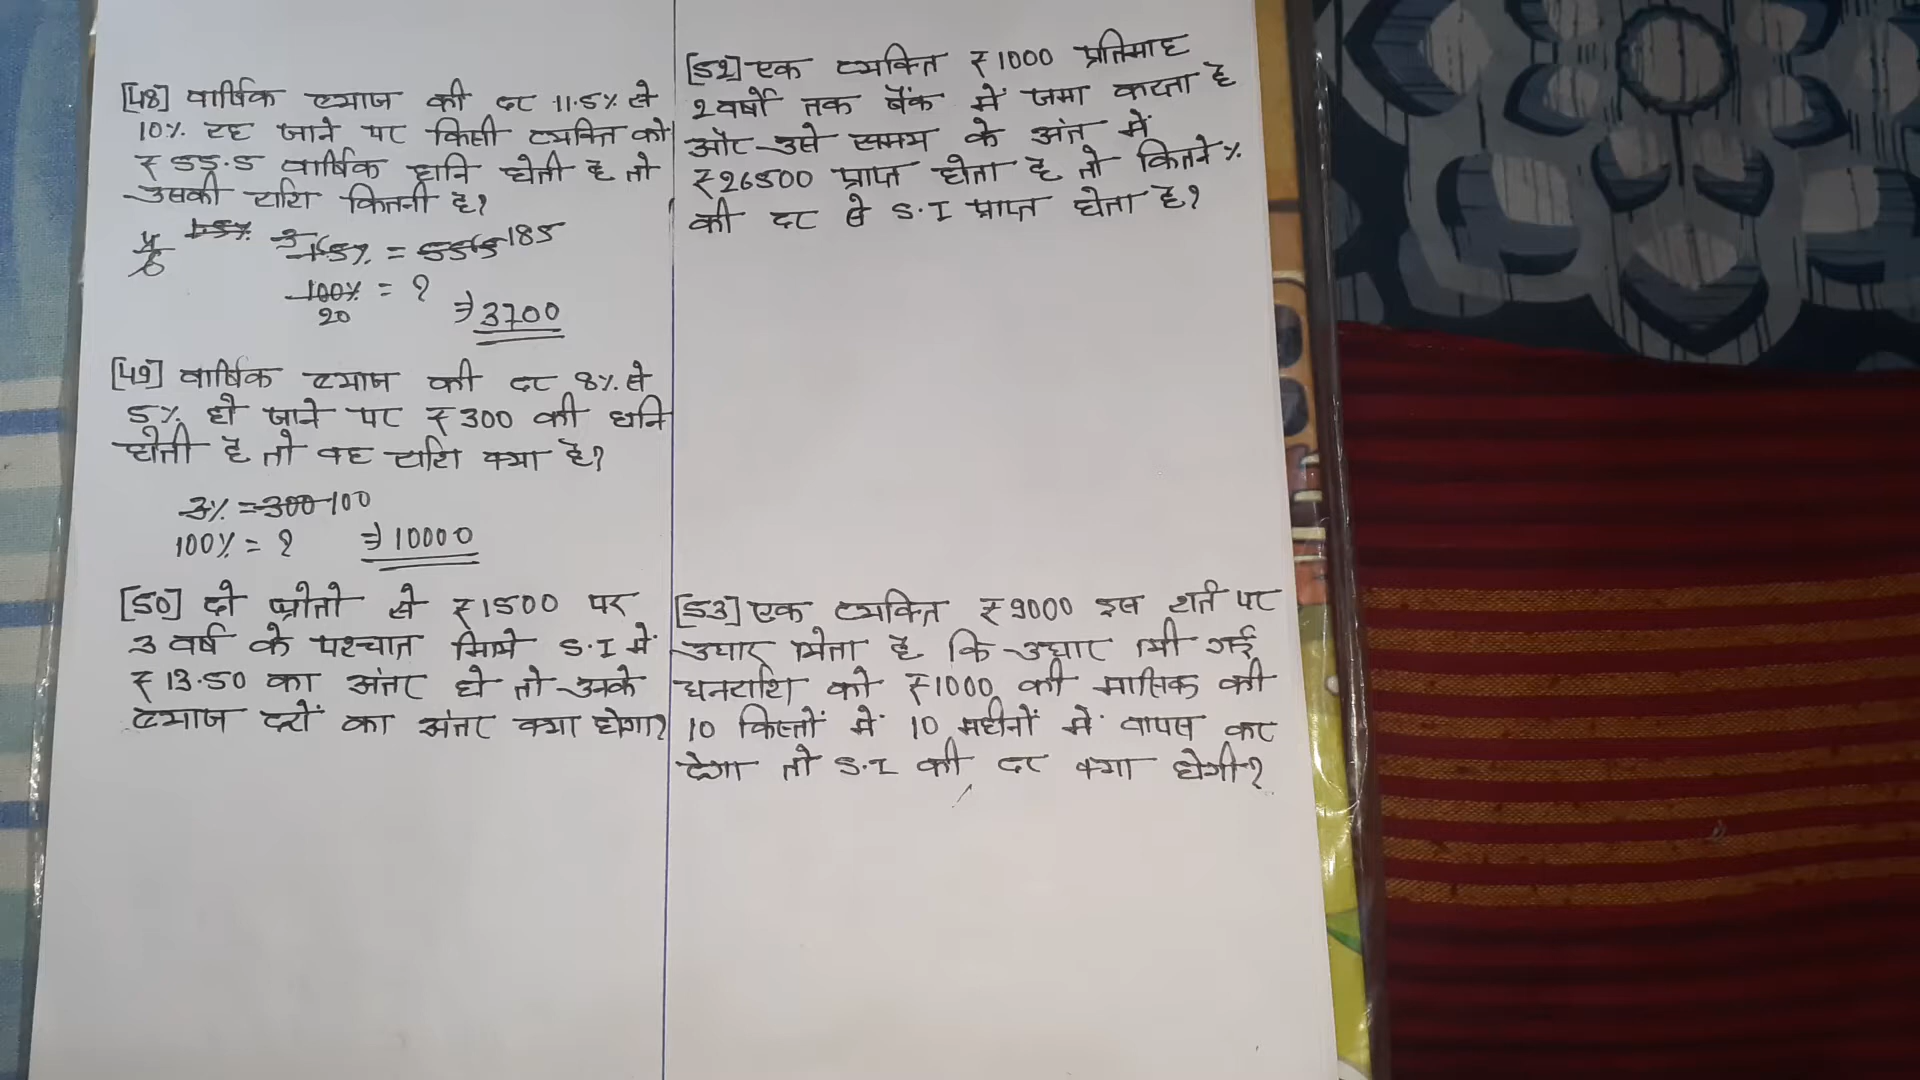 [48] वार्षिक ब्याज की दर 11.5% से
10% रह जाने पर किसी व्यक्ति को
₹ 55.5 वार्षिक हानि होती है तो
उसकी राशि कितनी है?
1.5% = 555 185
100% = ?
20
⇒ 3700
[49] वार्षिक ब्याज की दर 8% से
5% हो जाने पर ₹ 300 की हानि
होती है तो वह राशि क्या है?
3% = 300 100
100% = ? ⇒ 10000
[50] दो स्रोतो से ₹1500 पर
3 वर्ष के पश्चात मिले S.I में
₹ 13.50 का अंतर हो तो उनके
ब्याज दरों का अंतर क्या होगा?
[52] एक व्यक्ति ₹1000 प्रतिमाह
2 वर्षों तक बैंक में जमा करता है
और उसे समय के अंत में
₹26500 प्राप्त होता है तो कितने %
की दर से S.I प्राप्त होता है?
[53] एक व्यक्ति ₹9000 इस शर्त पर
उधार लेता है कि उधार ली गई
धनराशि को ₹1000 की मासिक की
10 किस्तों में 10 महीनों में वापस कर
देगा तो S.I की दर क्या होगी?